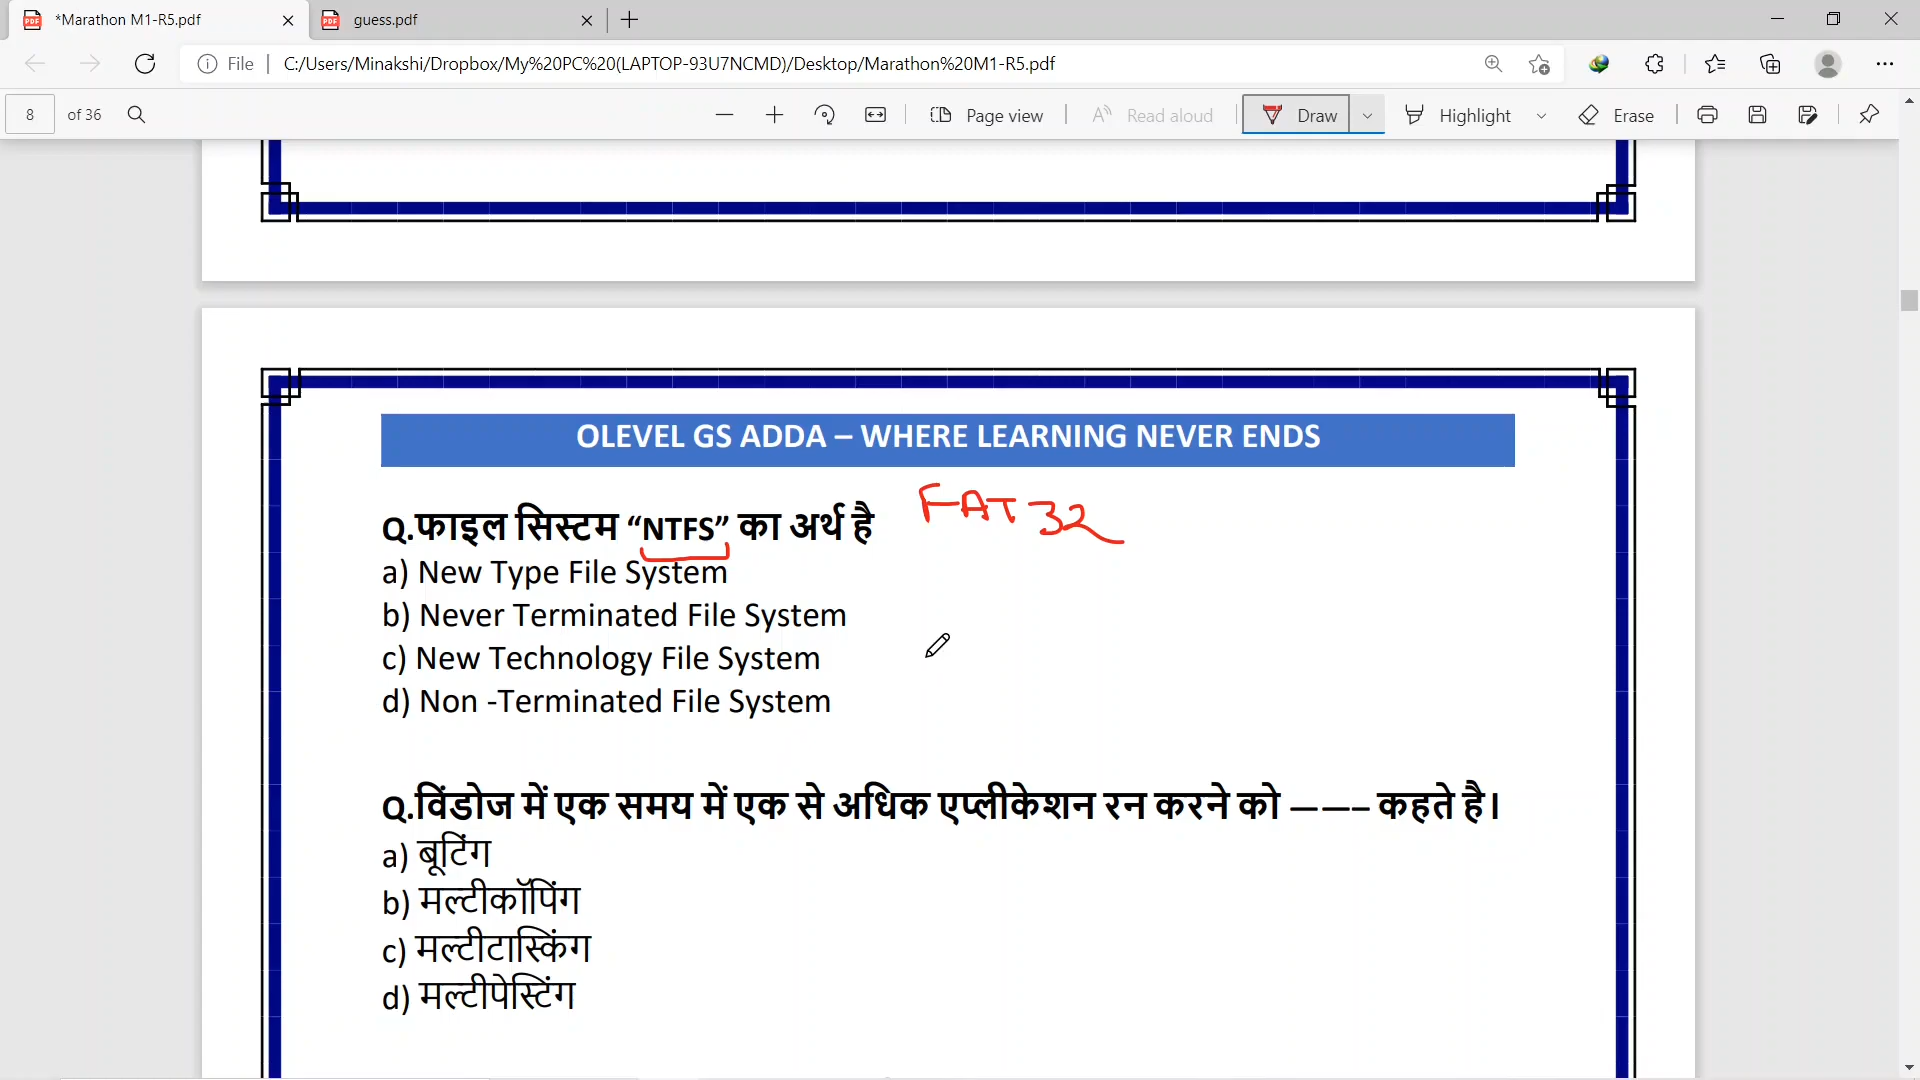 *Marathon M1-R5.pdf
guess.pdf
File
C:/Users/Minakshi/Dropbox/My%20PC%20(LAPTOP-93U7NCMD)/Desktop/Marathon%20M1-R5.pdf
8 of 36
Page view
Read aloud
Draw
Highlight
Erase
OLEVEL GS ADDA – WHERE LEARNING NEVER ENDS
FAT 32
Q.फाइल सिस्टम “NTFS” का अर्थ है
a) New Type File System
b) Never Terminated File System
c) New Technology File System
d) Non -Terminated File System
Q.विंडोज में एक समय में एक से अधिक एप्लीकेशन रन करने को ——– कहते है।
a) बूटिंग
b) मल्टीकॉपिंग
c) मल्टीटास्किंग
d) मल्टीपेस्टिंग